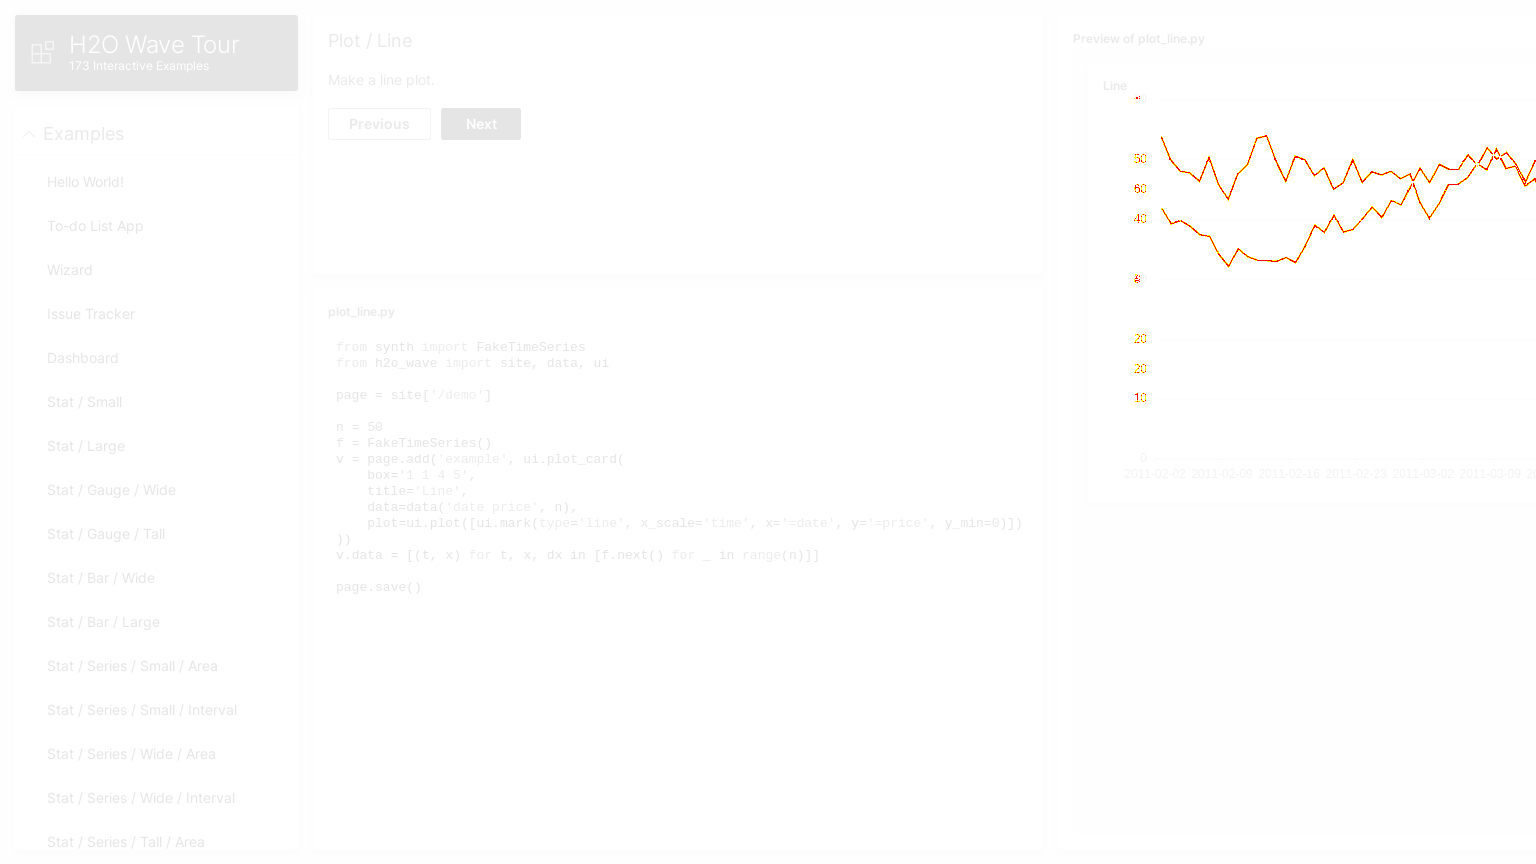 H2O Wave Tour
173 Interactive Examples
Examples
Hello World!
To-do List App
Wizard
Issue Tracker
Dashboard
Stat / Small
Stat / Large
Stat / Gauge / Wide
Stat / Gauge / Tall
Stat / Bar / Wide
Stat / Bar / Large
Stat / Series / Small / Area
Stat / Series / Small / Interval
Stat / Series / Wide / Area
Stat / Series / Wide / Interval
Stat / Series / Tall / Area
Plot / Line
Make a line plot.
Previous
Next
plot_line.py
from synth import FakeTimeSeries
from h2o_wave import site, data, ui
page = site['/demo']
n = 50
f = FakeTimeSeries()
v = page.add('example', ui.plot_card(
box='1 1 4 5',
title='Line',
data=data('date price', n),
plot=ui.plot([ui.mark(type='line', x_scale='time', x='=date', y='=price', y_min=0)])
))
v.data = [(t, x) for t, x, dx in [f.next() for _ in range(n)]]
page.save()
Preview of plot_line.py
Line
60
40
20
20
10
0
2011-02-02 2011-02-09 2011-02-16 2011-02-23 2011-03-02 2011-03-09